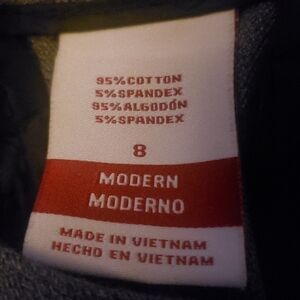 95% COTTON
5% SPANDEX
95% ALGODÓN
5% SPANDEX
8
MODERN
MODERNO
MADE IN VIETNAM
HECHO EN VIETNAM